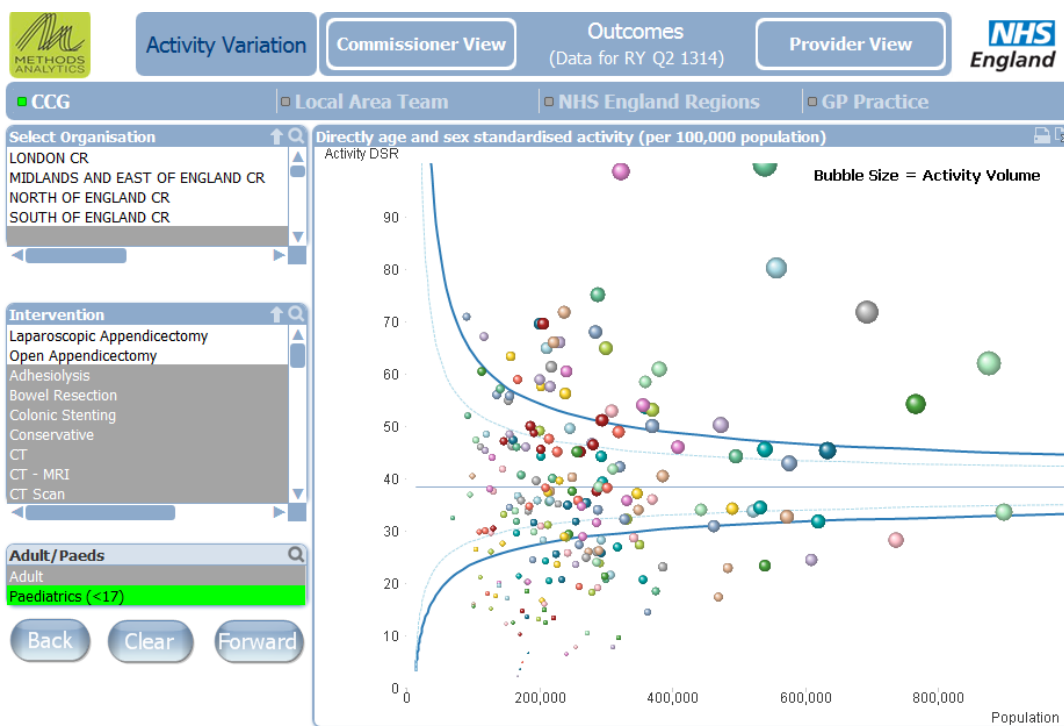 METHODS
ANALYTICS
Activity Variation
Commissioner View
Outcomes
(Data for RY Q2 1314)
Provider View
NHS
England
CCG
Local Area Team
NHS England Regions
GP Practice
Select Organisation
LONDON CR
MIDLANDS AND EAST OF ENGLAND CR
NORTH OF ENGLAND CR
SOUTH OF ENGLAND CR
Intervention
Laparoscopic Appendicectomy
Open Appendicectomy
Adhesiolysis
Bowel Resection
Colonic Stenting
Conservative
CT
CT - MRI
CT Scan
Adult/Paeds
Adult
Paediatrics (<17)
Back
Clear
Forward
Directly age and sex standardised activity (per 100,000 population)
Activity DSR
Bubble Size = Activity Volume
90
80
70
60
50
40
30
20
10
0
200,000
400,000
600,000
800,000
Population